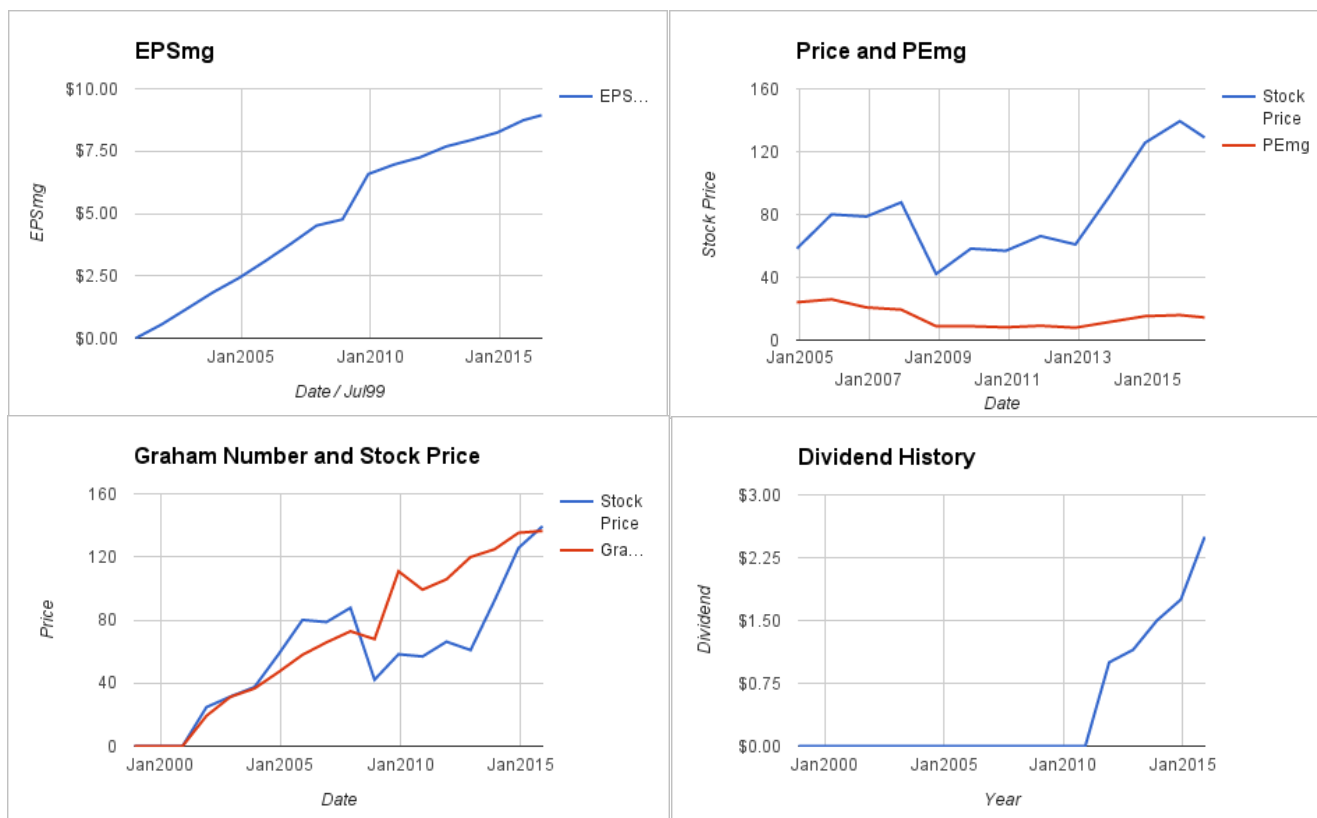 EPSmg
$10.00
$7.50
$5.00
$2.50
$0.00
EPSmg
Jan2005
Jan2010
Jan2015
Date / Jul99
EPS...
Price and PEmg
160
120
80
40
0
Stock Price
Jan2005
Jan2007
Jan2009
Jan2011
Jan2013
Jan2015
Date
Stock
Price
PEmg
Graham Number and Stock Price
160
120
80
40
0
Price
Jan2000
Jan2005
Jan2010
Jan2015
Date
Stock
Price
Gra...
Dividend History
$3.00
$2.25
$1.50
$0.75
$0.00
Dividend
Jan2000
Jan2005
Jan2010
Jan2015
Year